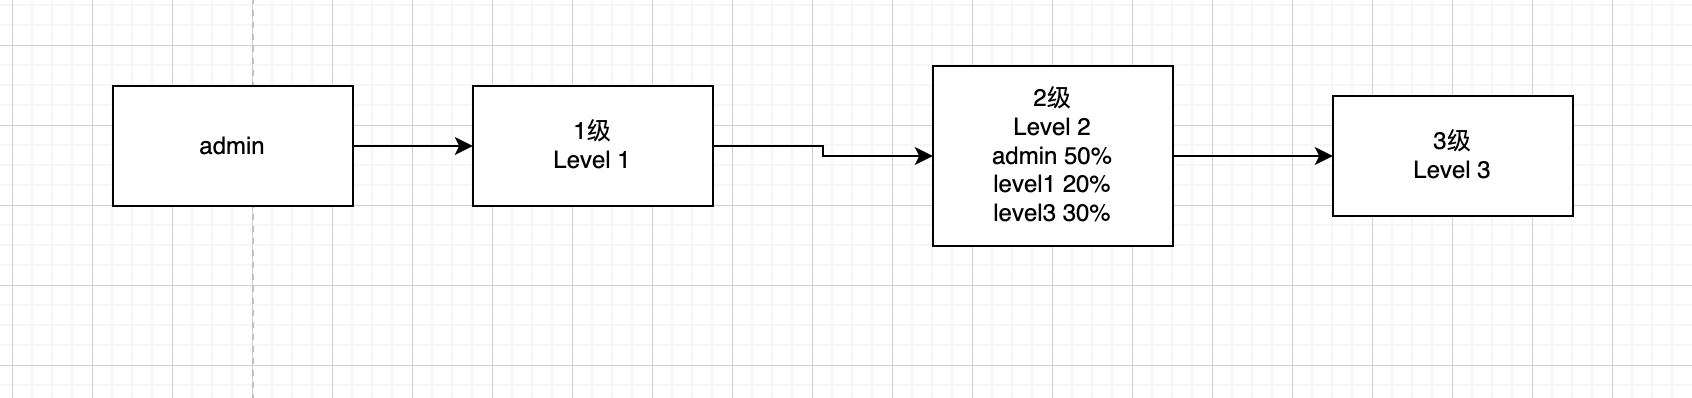 admin
1级
Level 1
2级
Level 2
admin 50%
level1 20%
level3 30%
3级
Level 3